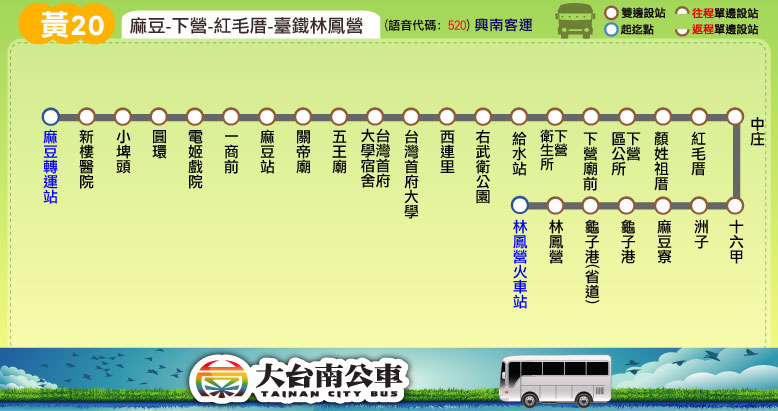 黃20
麻豆-下營-紅毛厝-臺鐵林鳳營
(語音代碼: 520) 興南客運
雙邊設站
往程單邊設站
起迄點
返程單邊設站
麻豆轉運站
新樓醫院
小埤頭
圓環
電姬戲院
一商前
麻豆站
關帝廟
五王廟
台灣首府
大學宿舍
台灣首府大學
西連里
右武衛公園
給水站
下營
衛生所
下營廟前
下營
區公所
顏姓祖厝
紅毛厝
中庄
十六甲
洲子
麻豆寮
龜子港
龜子港(省道)
林鳳營
林鳳營火車站
大台南公車
TAINAN CITY BUS